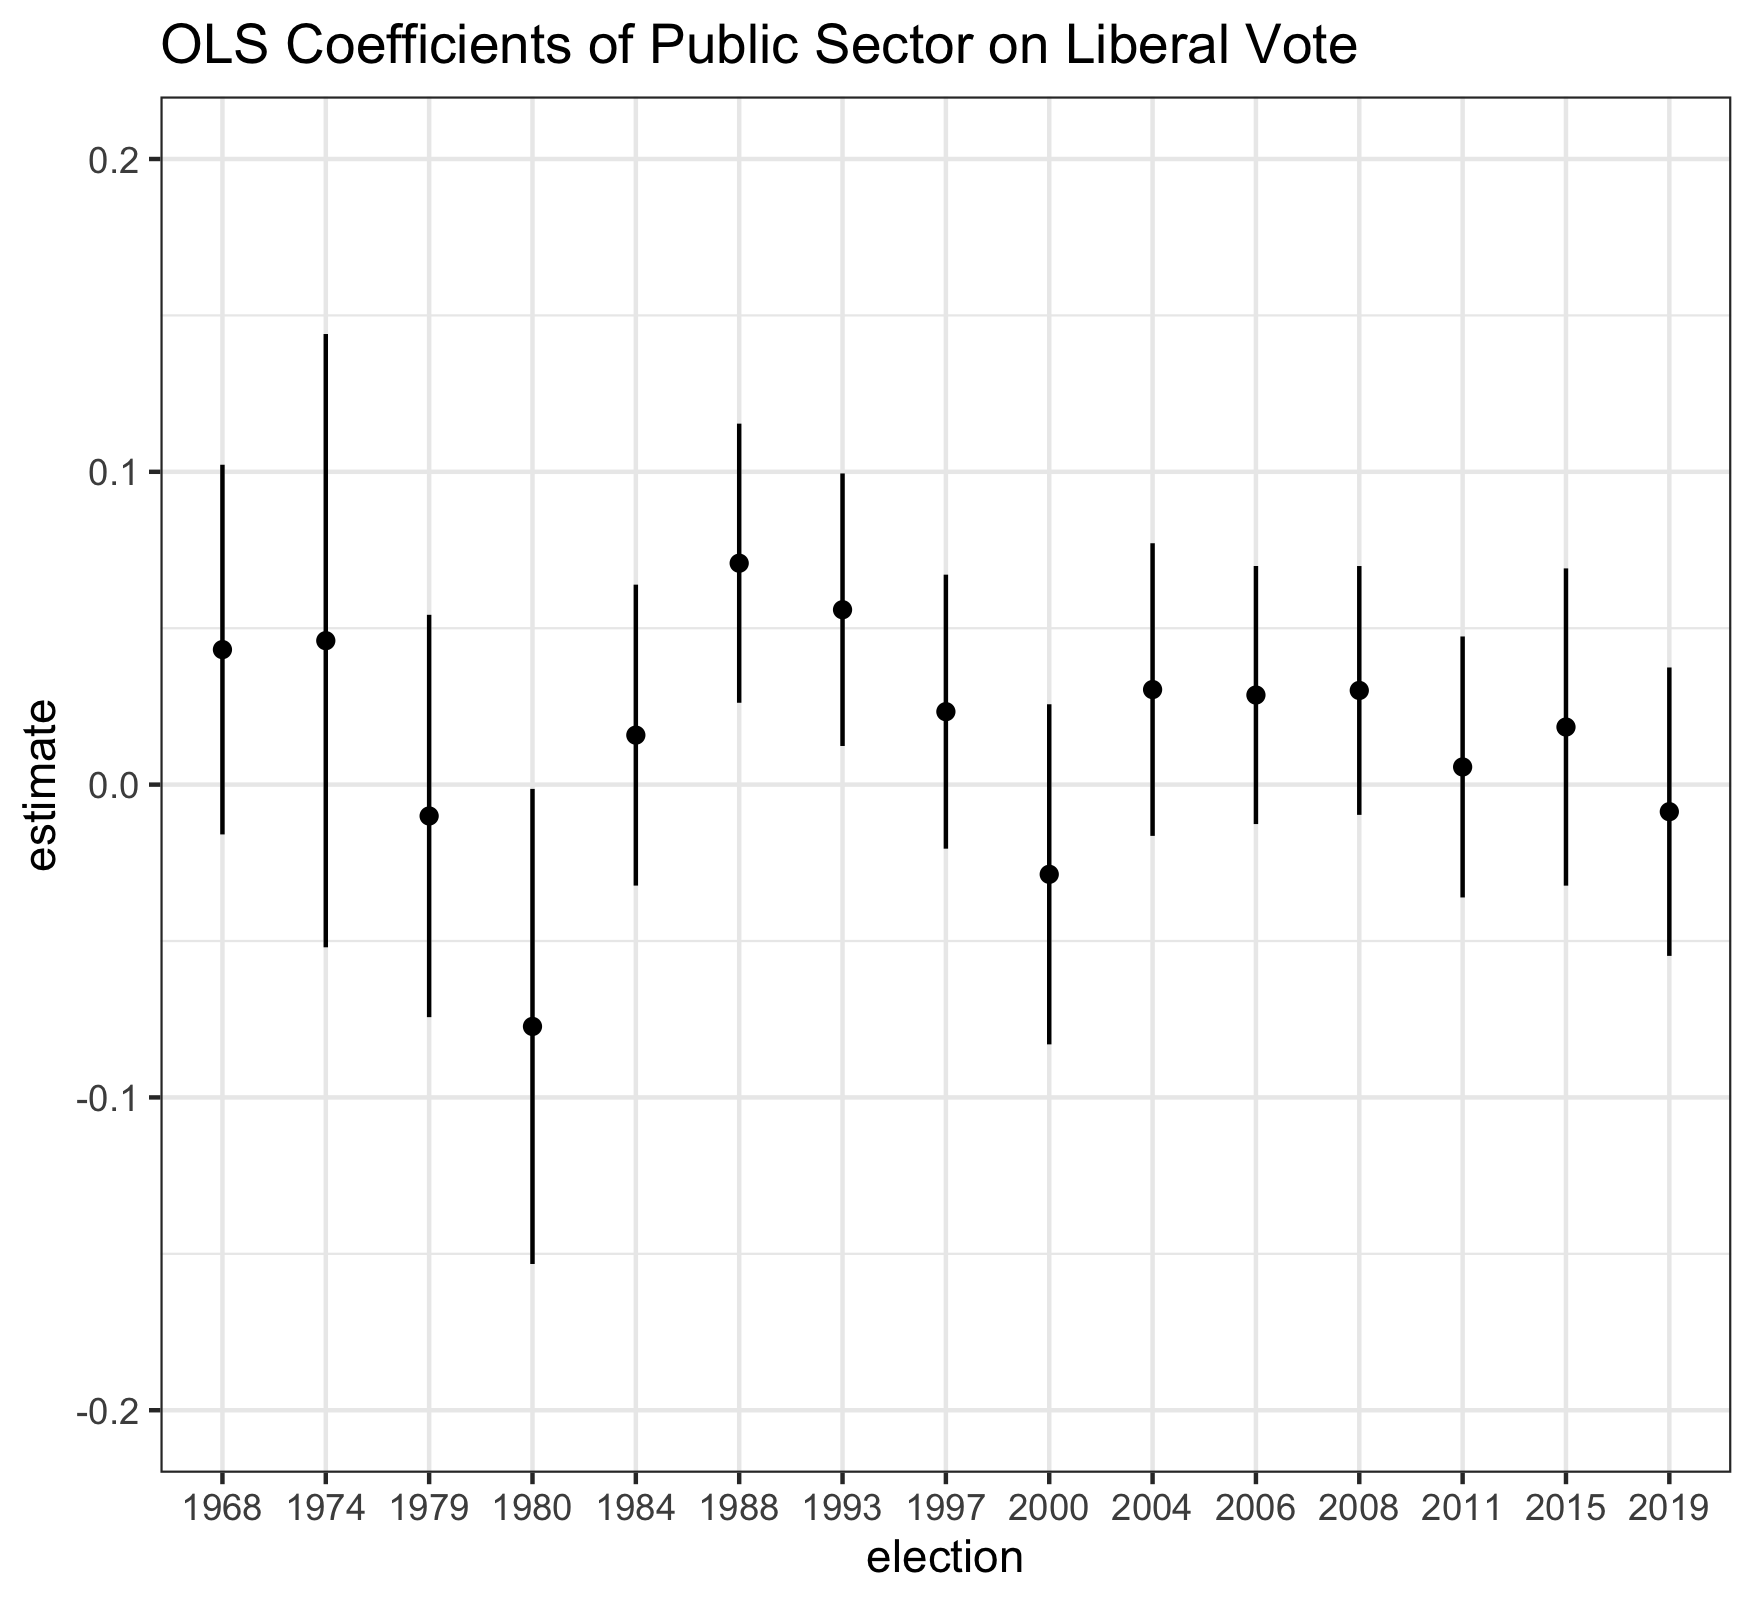 OLS Coefficients of Public Sector on Liberal Vote
estimate
0.2
0.1
0.0
-0.1
-0.2
1968 1974 1979 1980 1984 1988 1993 1997 2000 2004 2006 2008 2011 2015 2019
election